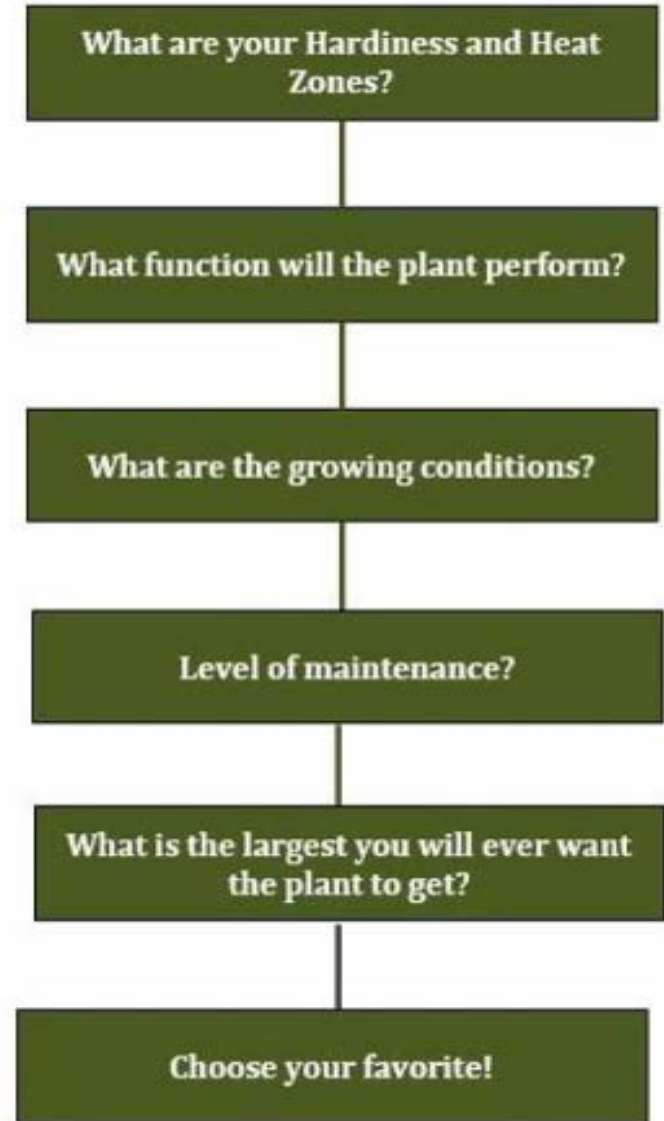 What are your Hardiness and Heat
Zones?
What function will the plant perform?
What are the growing conditions?
Level of maintenance?
What is the largest you will ever want
the plant to get?
Choose your favorite!